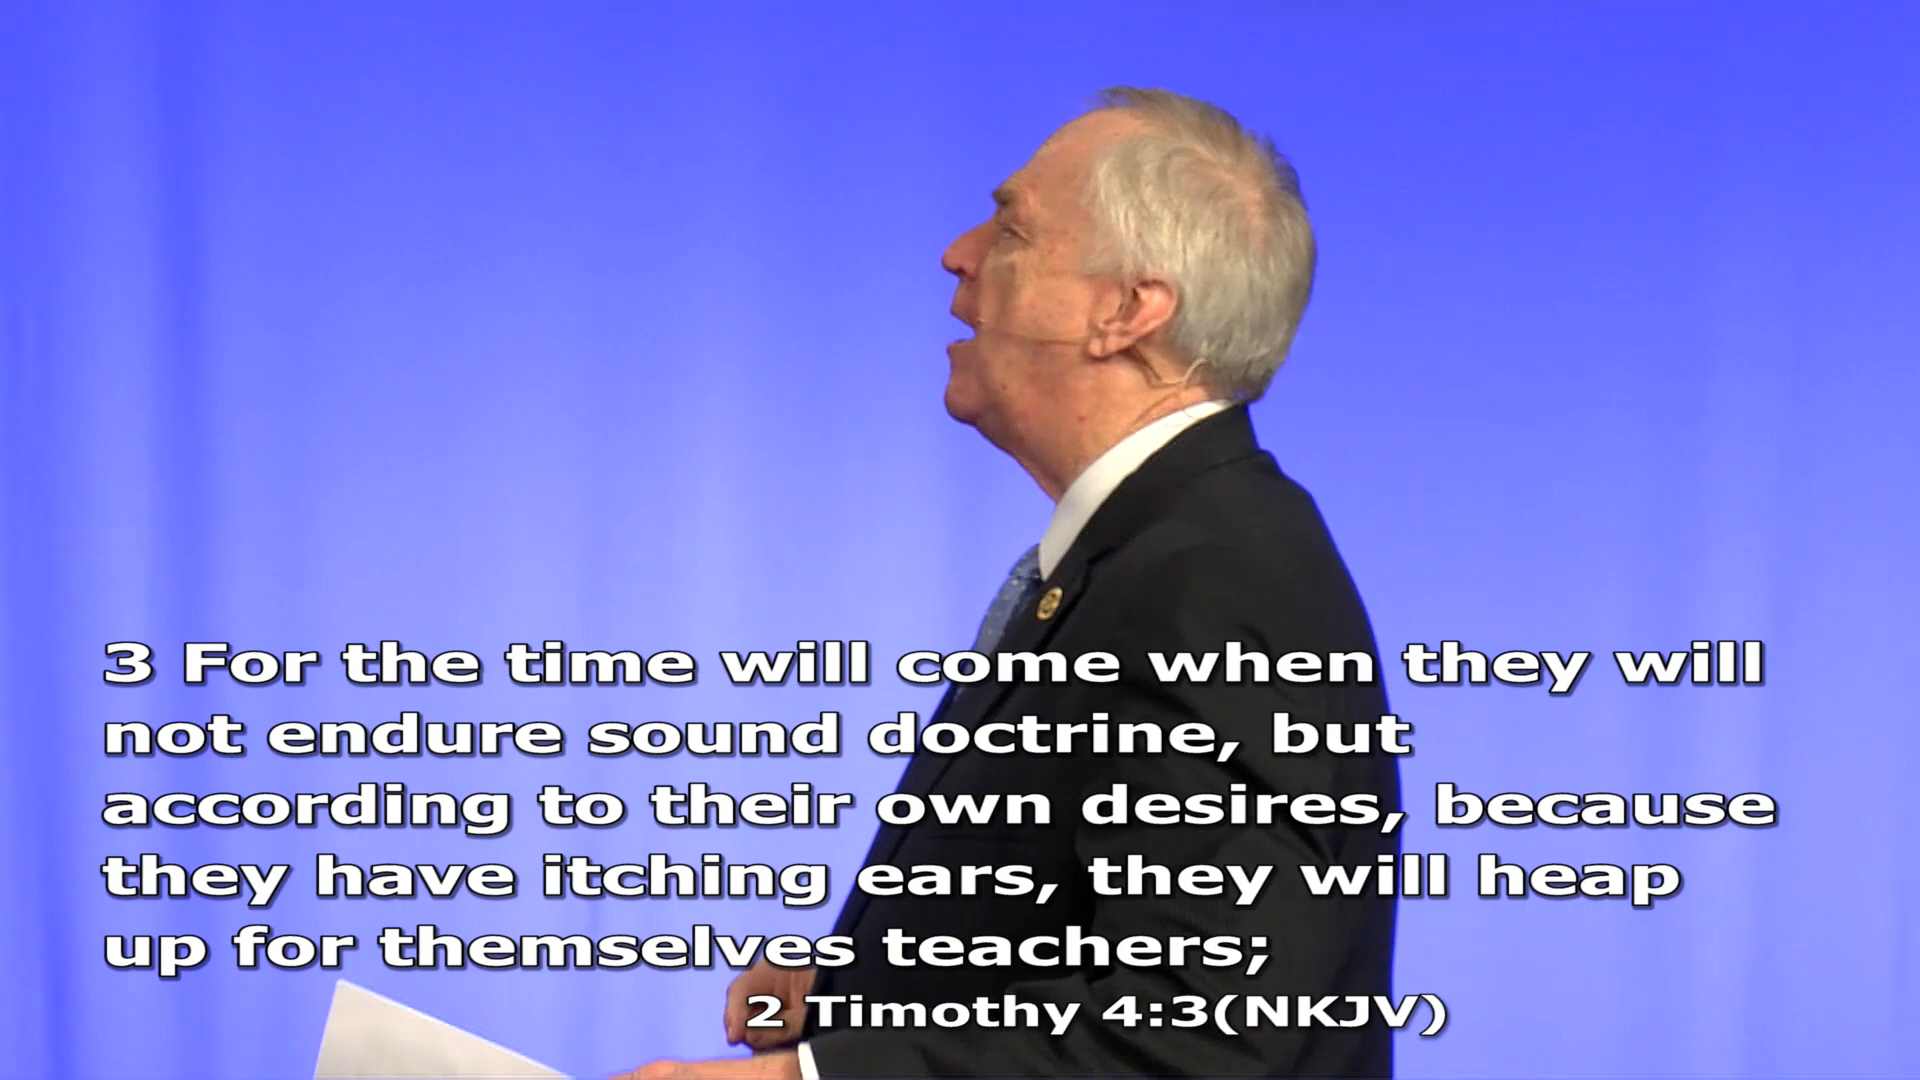 3 For the time will come when they will
not endure sound doctrine, but
according to their own desires, because
they have itching ears, they will heap
up for themselves teachers;
2 Timothy 4:3(NKJV)